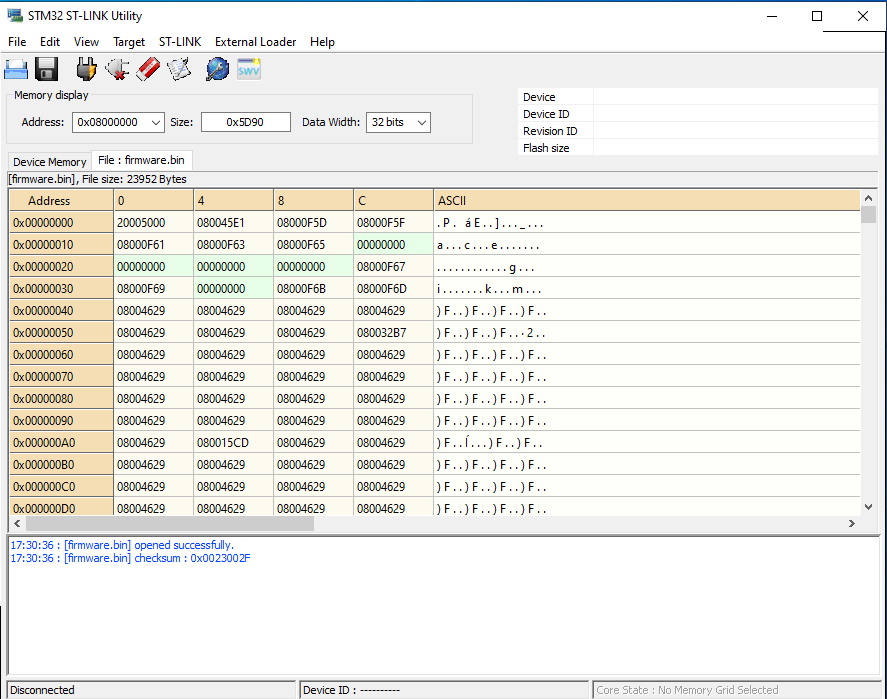 STM32 ST-LINK Utility
File Edit View Target ST-LINK External Loader Help
SWV
Memory display
Address: 0x08000000 Size: 0x5D90 Data Width: 32 bits
Device
Device ID
Revision ID
Flash size
Device Memory File : firmware.bin
[firmware.bin], File size: 23952 Bytes
Address 0 4 8 C ASCII
0x00000000 20005000 080045E1 08000F5D 08000F5F .P. áE..]..._...
0x00000010 08000F61 08000F63 08000F65 00000000 a...c...e.......
0x00000020 00000000 00000000 00000000 08000F67 ............g...
0x00000030 08000F69 00000000 08000F6B 08000F6D i.......k...m...
0x00000040 08004629 08004629 08004629 08004629 )F..)F..)F..)F..
0x00000050 08004629 08004629 08004629 080032B7 )F..)F..)F..·2..
0x00000060 08004629 08004629 08004629 08004629 )F..)F..)F..)F..
0x00000070 08004629 08004629 08004629 08004629 )F..)F..)F..)F..
0x00000080 08004629 08004629 08004629 08004629 )F..)F..)F..)F..
0x00000090 08004629 08004629 08004629 08004629 )F..)F..)F..)F..
0x000000A0 08004629 080015CD 08004629 08004629 )F..Í...)F..)F..
0x000000B0 08004629 08004629 08004629 08004629 )F..)F..)F..)F..
0x000000C0 08004629 08004629 08004629 08004629 )F..)F..)F..)F..
0x000000D0 08004629 08004629 08004629 08004629 )F..)F..)F..)F..
17:30:36 : [firmware.bin] opened successfully.
17:30:36 : [firmware.bin] checksum : 0x0023002F
Disconnected Device ID : ---------- Core State : No Memory Grid Selected